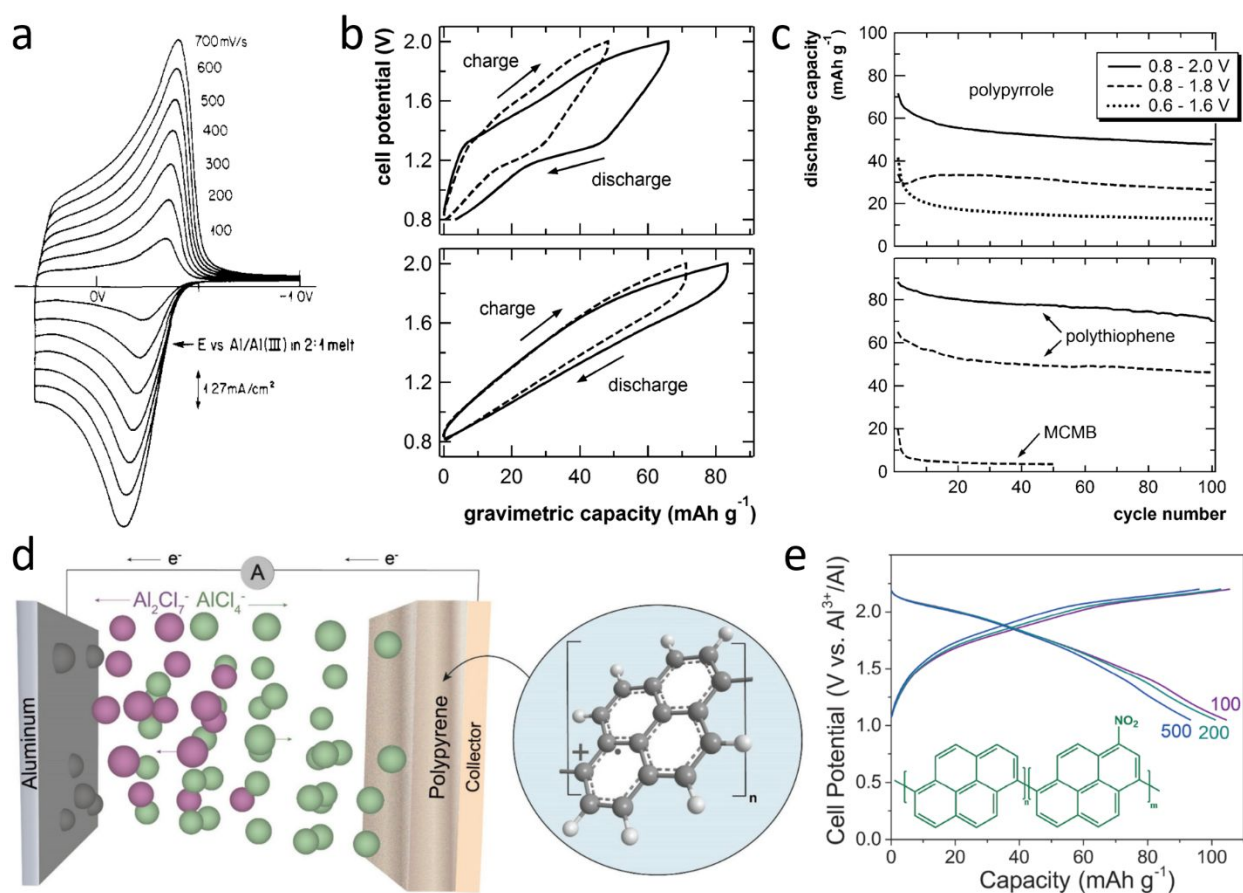 a
700mV/s
600
500
400
300
200
100
0V
-1.0V
E vs Al/Al(III) in 2:1 melt
1.27mA/cm²
b
cell potential (V)
2.0
1.6
1.2
0.8
charge
discharge
2.0
1.6
1.2
0.8
charge
discharge
0 20 40 60 80
gravimetric capacity (mAh g⁻¹)
c
discharge capacity
(mAh g⁻¹)
100
80
60
40
20
0
polypyrrole
0.8 - 2.0 V
0.8 - 1.8 V
0.6 - 1.6 V
80
60
40
20
0
polythiophene
MCMB
20 40 60 80 100
cycle number
d
e⁻ A e⁻
Al₂Cl₇⁻ AlCl₄⁻
Aluminum
Polypyrene
Collector
+
n
e
Cell Potential (V vs. Al³⁺/Al)
2.0
1.5
1.0
0.5
0.0
100
200
500
NO₂
n
m
0 20 40 60 80 100
Capacity (mAh g⁻¹)